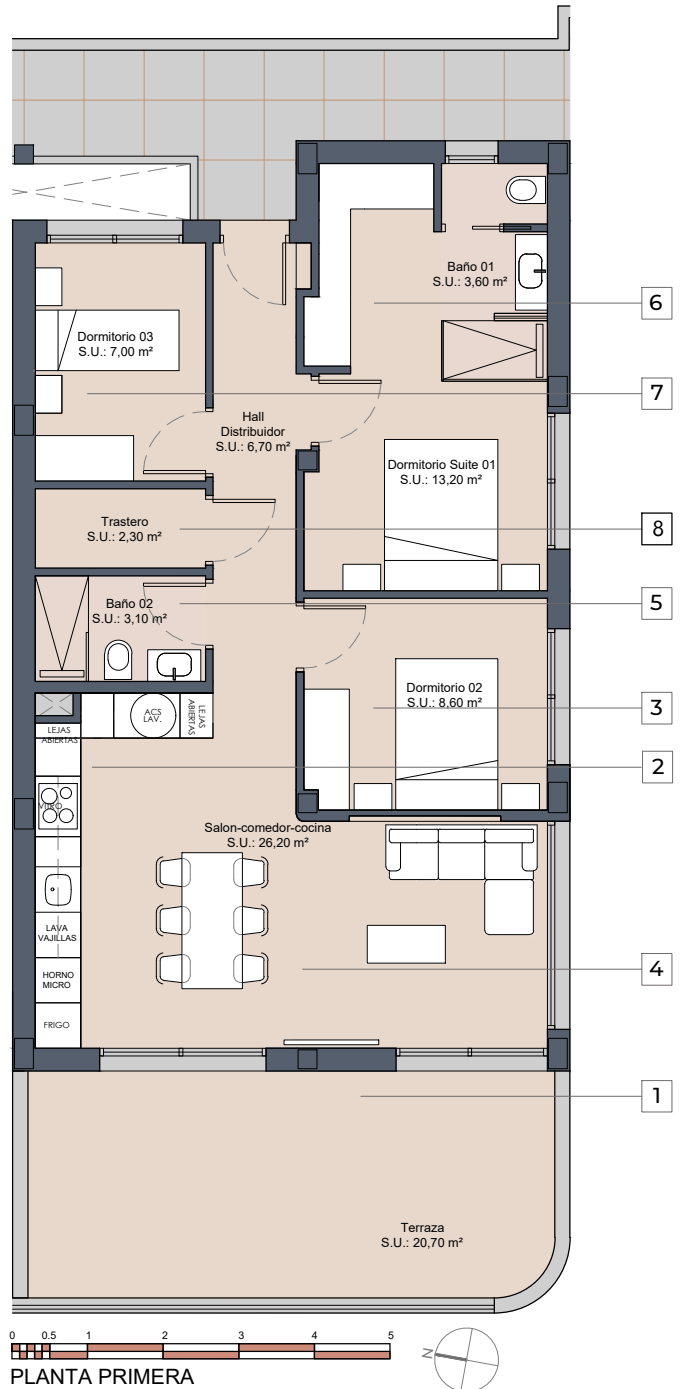 Baño 01
S.U.: 3,60 m²
6
Dormitorio 03
S.U.: 7,00 m²
7
Hall
Distribuidor
S.U.: 6,70 m²
Dormitorio Suite 01
S.U.: 13,20 m²
Trastero
S.U.: 2,30 m²
8
Baño 02
S.U.: 3,10 m²
5
Dormitorio 02
S.U.: 8,60 m²
3
ACS
LAV.
LEJAS
ABIERTAS
LEJAS
ABIERTAS
2
VITRO
Salon-comedor-cocina
S.U.: 26,20 m²
LAVA
VAJILLAS
HORNO
MICRO
4
FRIGO
1
Terraza
S.U.: 20,70 m²
0 0.5 1 2 3 4 5
N
PLANTA PRIMERA